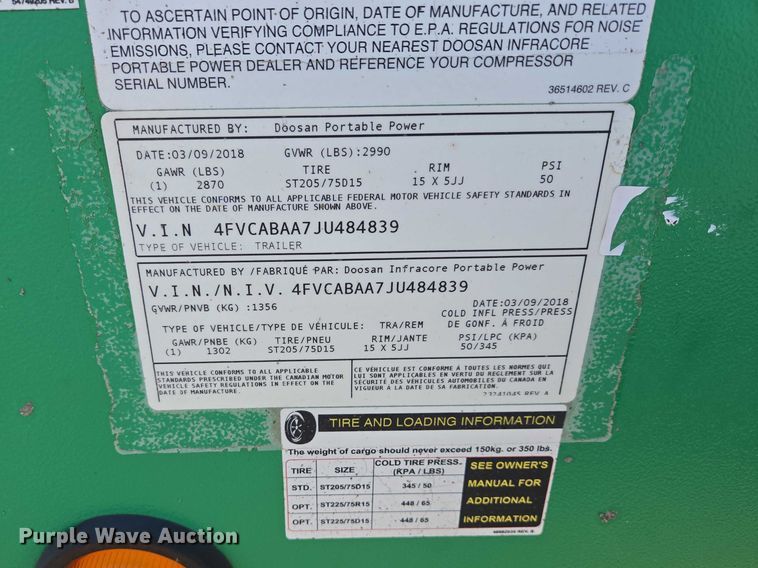 54749205 REV. B
TO ASCERTAIN POINT OF ORIGIN, DATE OF MANUFACTURE, AND RELATED
INFORMATION VERIFYING COMPLIANCE TO E.P.A. REGULATIONS FOR NOISE
EMISSIONS, PLEASE CONTACT YOUR NEAREST DOOSAN INFRACORE
PORTABLE POWER DEALER AND REFERENCE YOUR COMPRESSOR
SERIAL NUMBER.
36514602 REV. C
MANUFACTURED BY: Doosan Portable Power
DATE:03/09/2018 GVWR (LBS):2990
GAWR (LBS) TIRE RIM PSI
(1) 2870 ST205/75D15 15 X 5JJ 50
THIS VEHICLE CONFORMS TO ALL APPLICABLE FEDERAL MOTOR VEHICLE SAFETY STANDARDS IN
EFFECT ON THE DATE OF MANUFACTURE SHOWN ABOVE.
V.I.N 4FVCABAA7JU484839
TYPE OF VEHICLE: TRAILER
MANUFACTURED BY /FABRIQUÉ PAR: Doosan Infracore Portable Power
V.I.N./N.I.V. 4FVCABAA7JU484839
GVWR/PNVB (KG) :1356 DATE:03/09/2018
COLD INFL PRESS/PRESS
TYPE OF VEHICLE/TYPE DE VÉHICULE: TRA/REM DE GONF. À FROID
GAWR/PNBE (KG) TIRE/PNEU RIM/JANTE PSI/LPC (KPA)
(1) 1302 ST205/75D15 15 X 5JJ 50/345
THIS VEHICLE CONFORMS TO ALL APPLICABLE
STANDARDS PRESCRIBED UNDER THE CANADIAN MOTOR
VEHICLE SAFETY REGULATIONS IN EFFECT ON THE
DATE OF MANUFACTURE.
CE VÉHICLUE EST CONFORME À TOUTES LES NORMES QUI
LUI SONT APPLICABLES EN VERTU DU REGLEMENT SUR LA
SÉCURITÉ DES VÉHICULES AUTOMOBILES DU CANADA EN
VIGUEUR A LA DATE DE SA FABRICATION.
23241045 REV A
TIRE AND LOADING INFORMATION
The weight of cargo should never exceed 150kg. or 350 lbs.
TIRE SIZE COLD TIRE PRESS. (KPA / LBS)
STD. ST205/75D15 345 / 50
OPT. ST225/75R15 448 / 65
OPT. ST225/75D15 448 / 65
SEE OWNER'S
MANUAL FOR
ADDITIONAL
INFORMATION
Purple Wave Auction